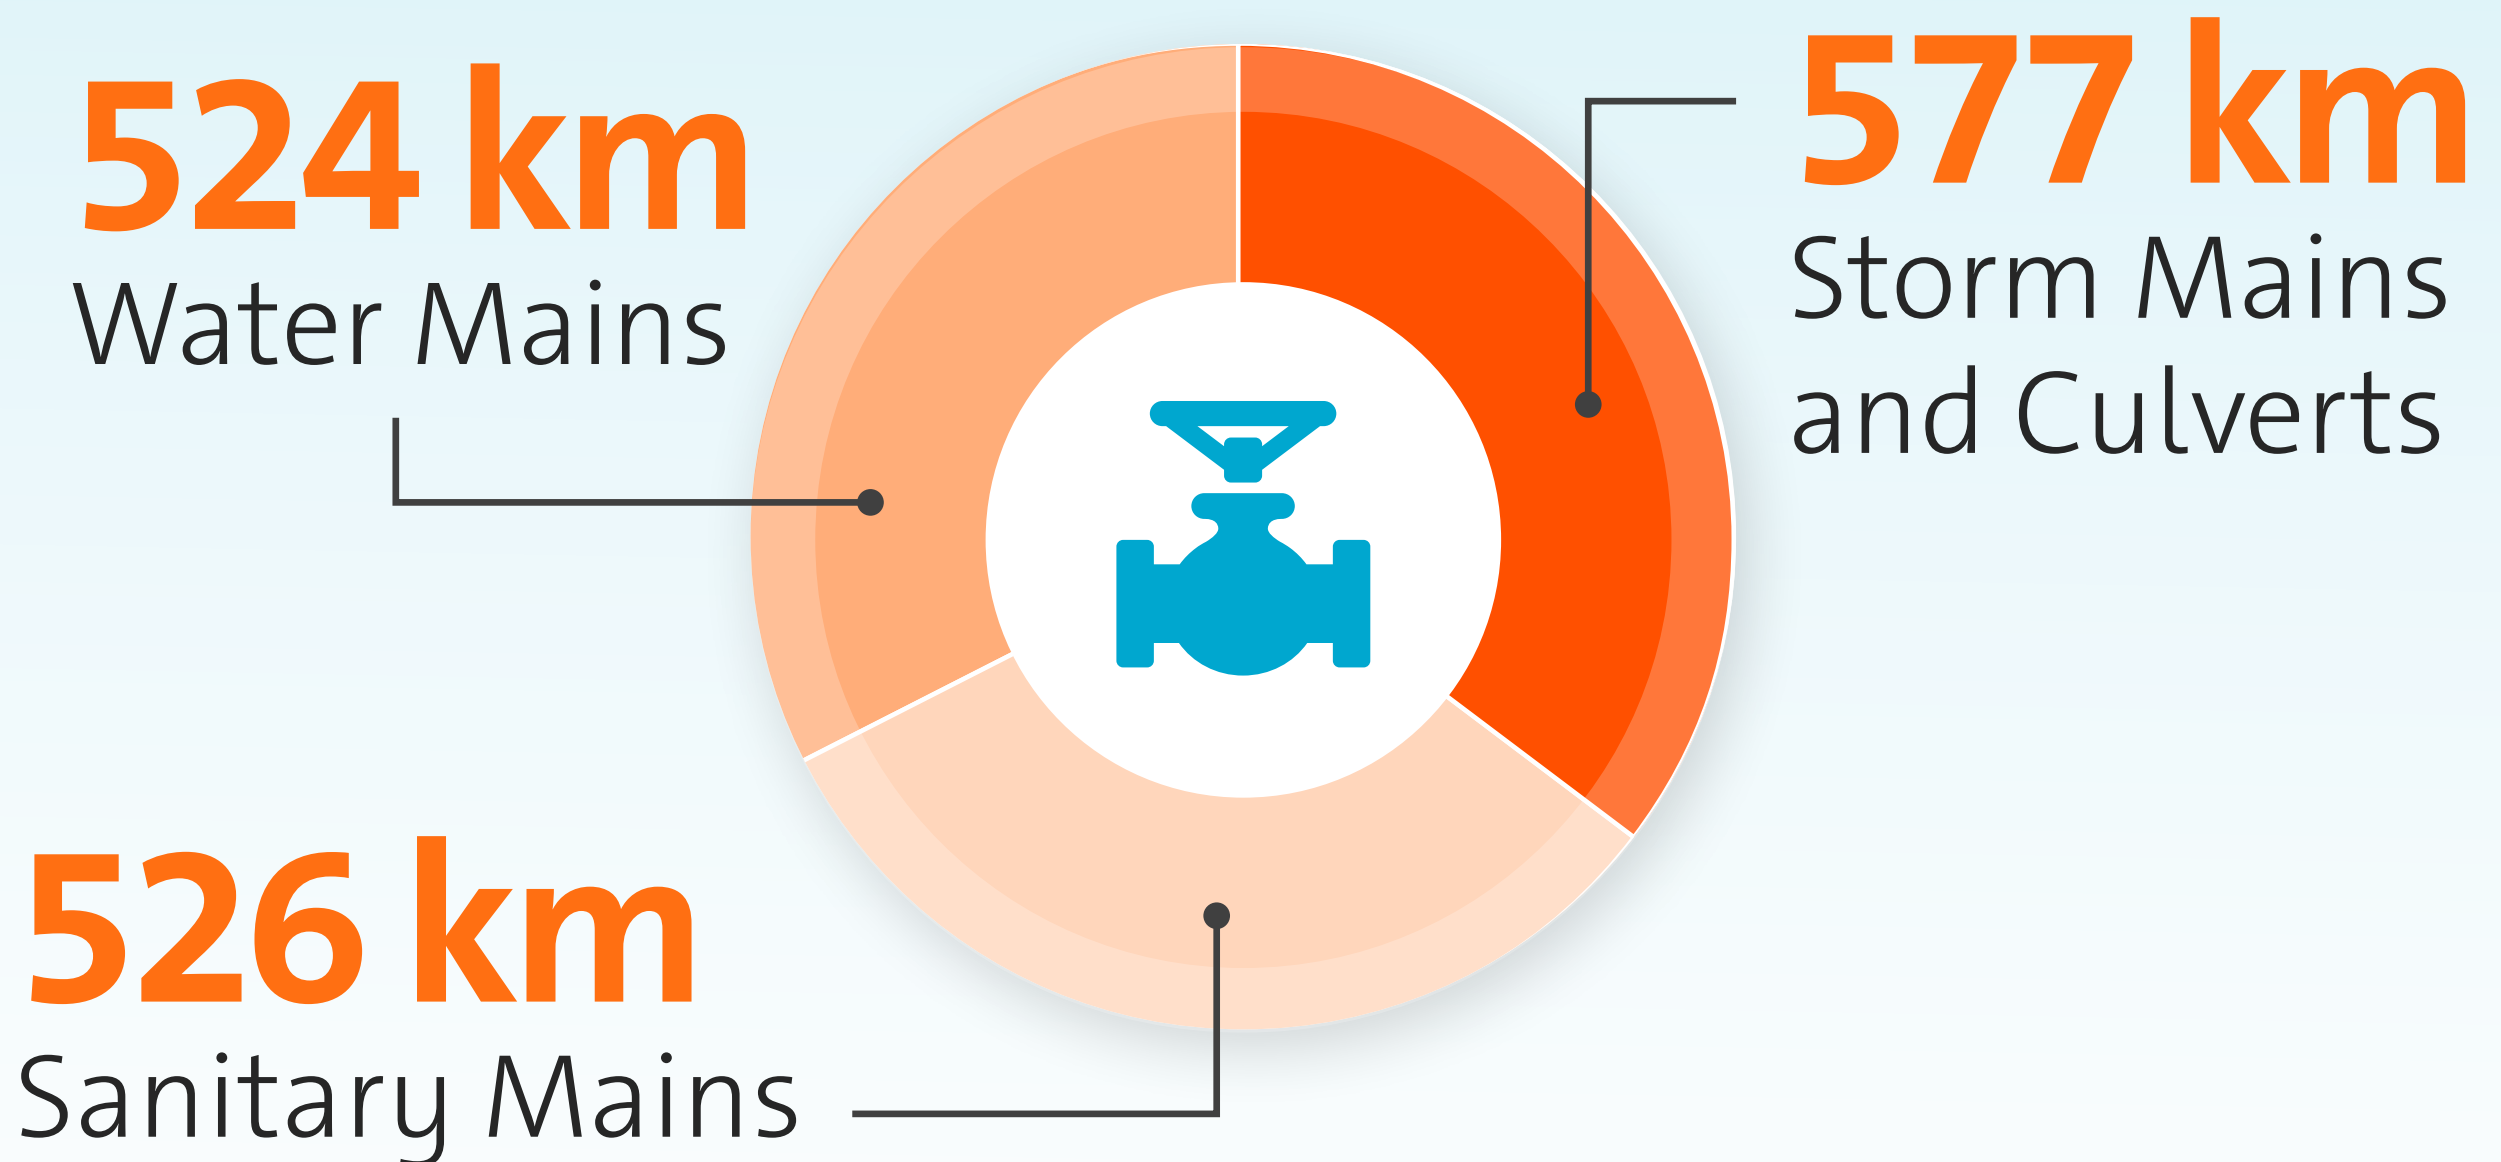 524 km
Water Mains
577 km
Storm Mains
and Culverts
526 km
Sanitary Mains